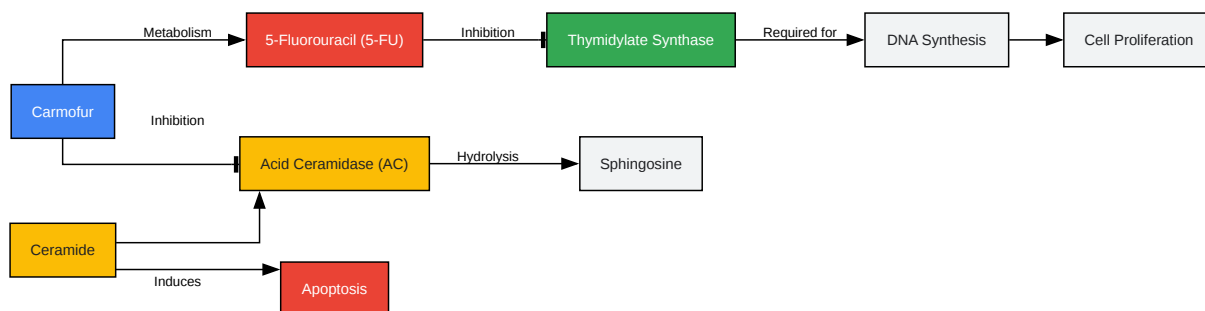 Metabolism
5-Fluorouracil (5-FU)
Inhibition
Thymidylate Synthase
Required for
DNA Synthesis
Cell Proliferation
Carmofur
Inhibition
Acid Ceramidase (AC)
Hydrolysis
Sphingosine
Ceramide
Induces
Apoptosis